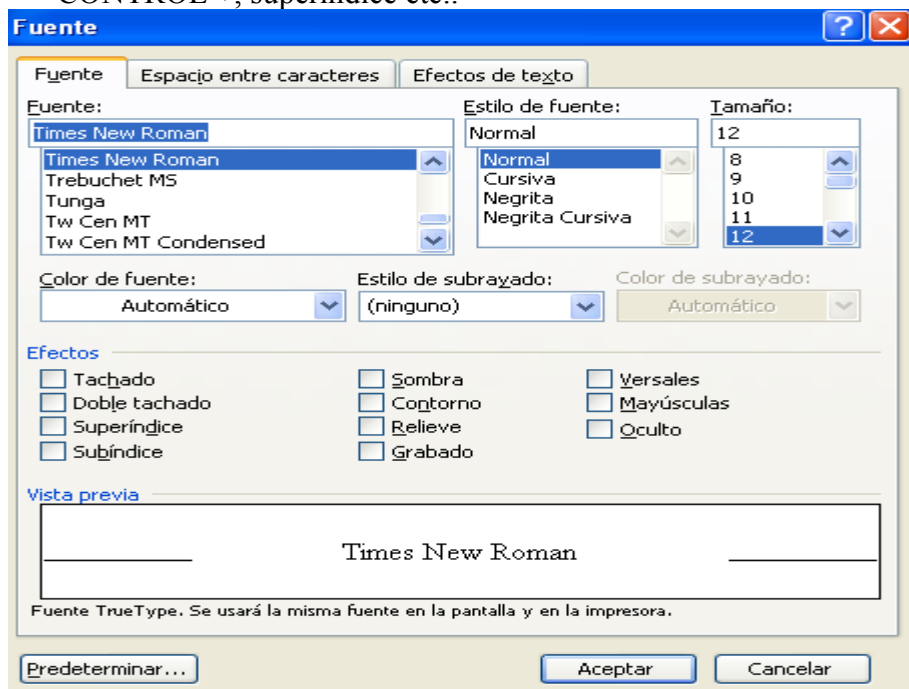 CONTROL +, superíndice etc..
Fuente
Fuente Espacio entre caracteres Efectos de texto
Fuente: Estilo de fuente: Tamaño:
Times New Roman Normal 12
Times New Roman Normal 8
Trebuchet MS Cursiva 9
Tunga Negrita 10
Tw Cen MT Negrita Cursiva 11
Tw Cen MT Condensed 12
Color de fuente: Estilo de subrayado: Color de subrayado:
Automático (ninguno) Automático
Efectos
Tachado Sombra Versales
Doble tachado Contorno Mayúsculas
Superíndice Relieve Oculto
Subíndice Grabado
Vista previa
Times New Roman
Fuente TrueType. Se usará la misma fuente en la pantalla y en la impresora.
Predeterminar... Aceptar Cancelar